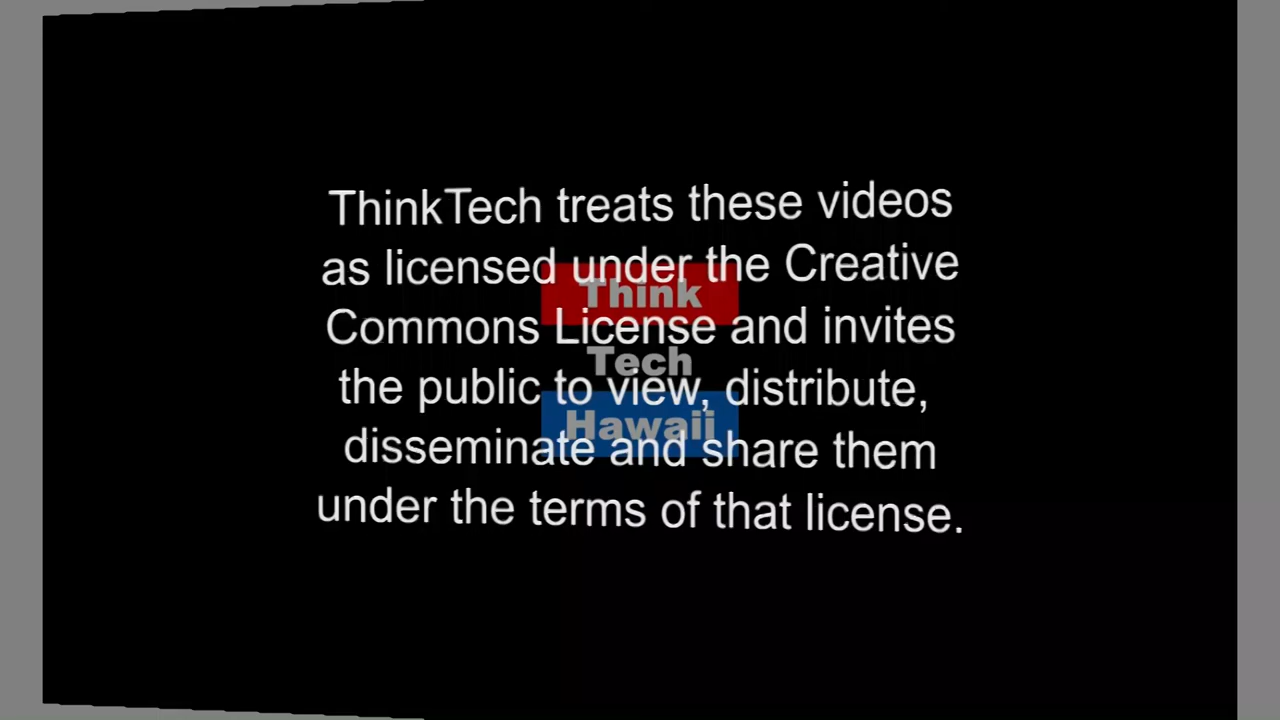 ThinkTech treats these videos
as licensed under the Creative
Commons License and invites
the public to view, distribute,
disseminate and share them
under the terms of that license.
Think
Tech
Hawaii